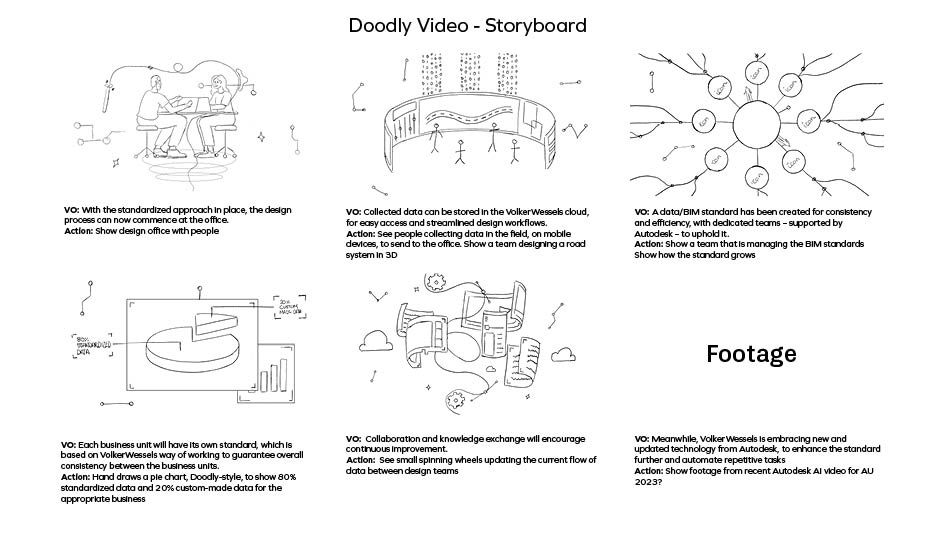 Doodly Video - Storyboard
icon
icon
icon
icon
icon
icon
icon
icon
VO: With the standardized approach in place, the design
process can now commence at the office.
Action: Show design office with people
VO: Collected data can be stored in the VolkerWessels cloud,
for easy access and streamlined design workflows.
Action: See people collecting data in the field, on mobile
devices, to send to the office. Show a team designing a road
system in 3D
VO: A data/BIM standard has been created for consistency
and efficiency, with dedicated teams – supported by
Autodesk – to uphold it.
Action: Show a team that is managing the BIM standards
Show how the standard grows
80%
STANDARDIZED
DATA
20%
CUSTOM
MADE DATA
Footage
VO: Each business unit will have its own standard, which is
based on VolkerWessels way of working to guarantee overall
consistency between the business units.
Action: Hand draws a pie chart, Doodly-style, to show 80%
standardized data and 20% custom-made data for the
appropriate business
VO: Collaboration and knowledge exchange will encourage
continuous improvement.
Action: See small spinning wheels updating the current flow of
data between design teams
VO: Meanwhile, VolkerWessels is embracing new and
updated technology from Autodesk, to enhance the standard
further and automate repetitive tasks
Action: Show footage from recent Autodesk AI video for AU
2023?